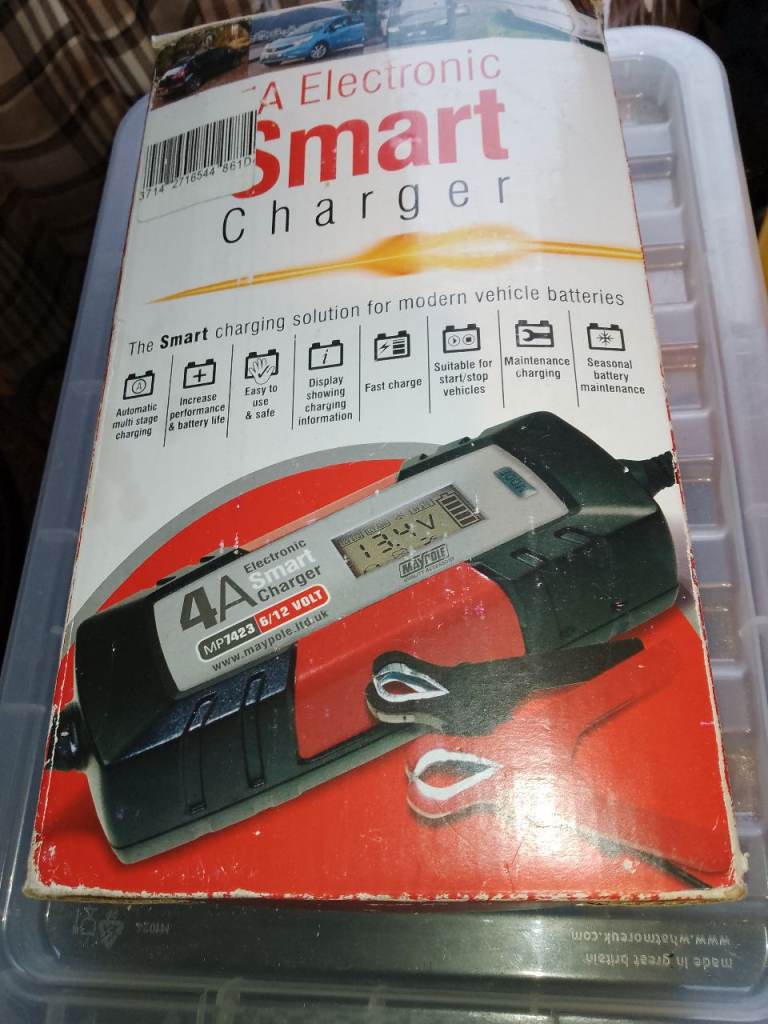 A Electronic
Smart
3714 2716544 8610
Charger
The Smart charging solution for modern vehicle batteries
Automatic
multi stage
charging
Increase
performance
& battery life
Easy to
use
& safe
Display
showing
charging
information
Fast charge
Suitable for
start/stop
vehicles
Maintenance
charging
Seasonal
battery
maintenance
MODE
13.4V
MAYPOLE
4A Electronic
Smart
Charger
MP7423 6/12 VOLT
www.maypole.ltd.uk
www.whatmoreuk.com
made in great britain